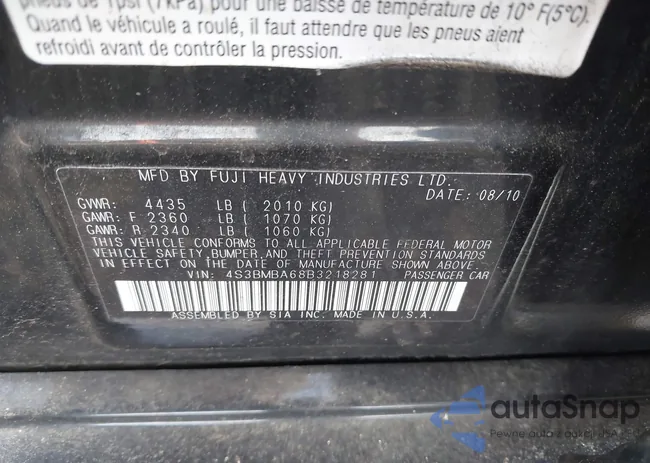 pneus de 1psi (7kPa) pour une baisse de température de 10° F(5°C).
Quand le véhicule a roulé, il faut attendre que les pneus aient
refroidi avant de contrôler la pression.
MFD BY FUJI HEAVY INDUSTRIES LTD.
DATE: 08/10
GVWR: 4435 LB ( 2010 KG)
GAWR: F 2360 LB ( 1070 KG)
GAWR: R 2340 LB ( 1060 KG)
THIS VEHICLE CONFORMS TO ALL APPLICABLE FEDERAL MOTOR
VEHICLE SAFETY, BUMPER, AND THEFT PREVENTION STANDARDS
IN EFFECT ON THE DATE OF MANUFACTURE SHOWN ABOVE.
VIN: 4S3BMBA68B3218281 PASSENGER CAR
ASSEMBLED BY SIA INC. MADE IN U.S.A.
autaSnap
Pewne auta z całej